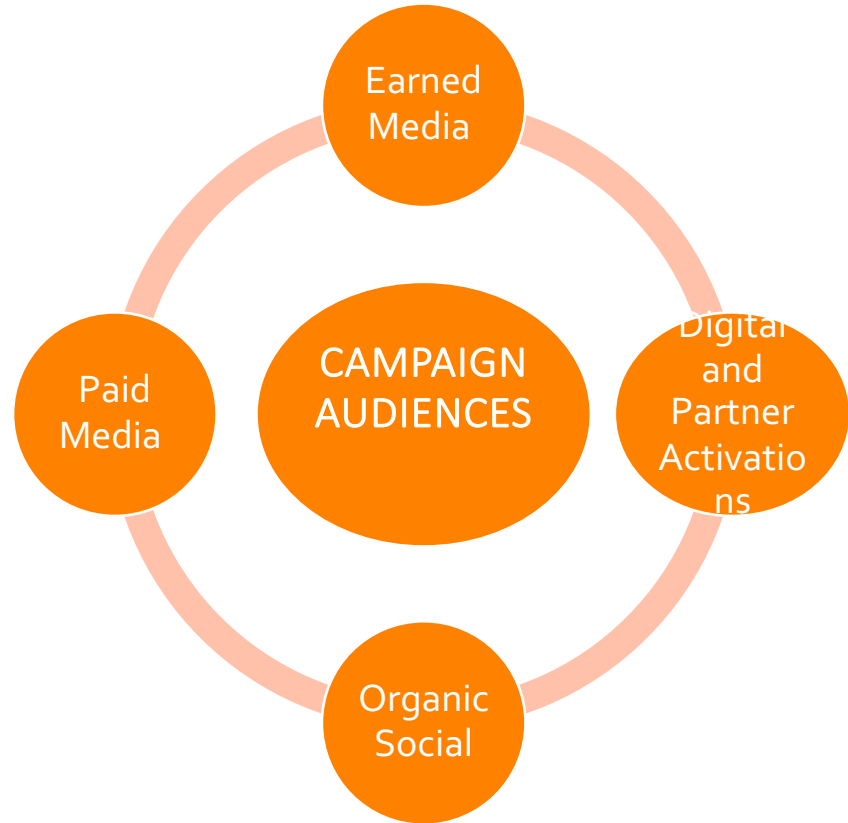 Earned
Media
CAMPAIGN
AUDIENCES
Digital
and
Partner
Activatio
ns
Paid
Media
Organic
Social